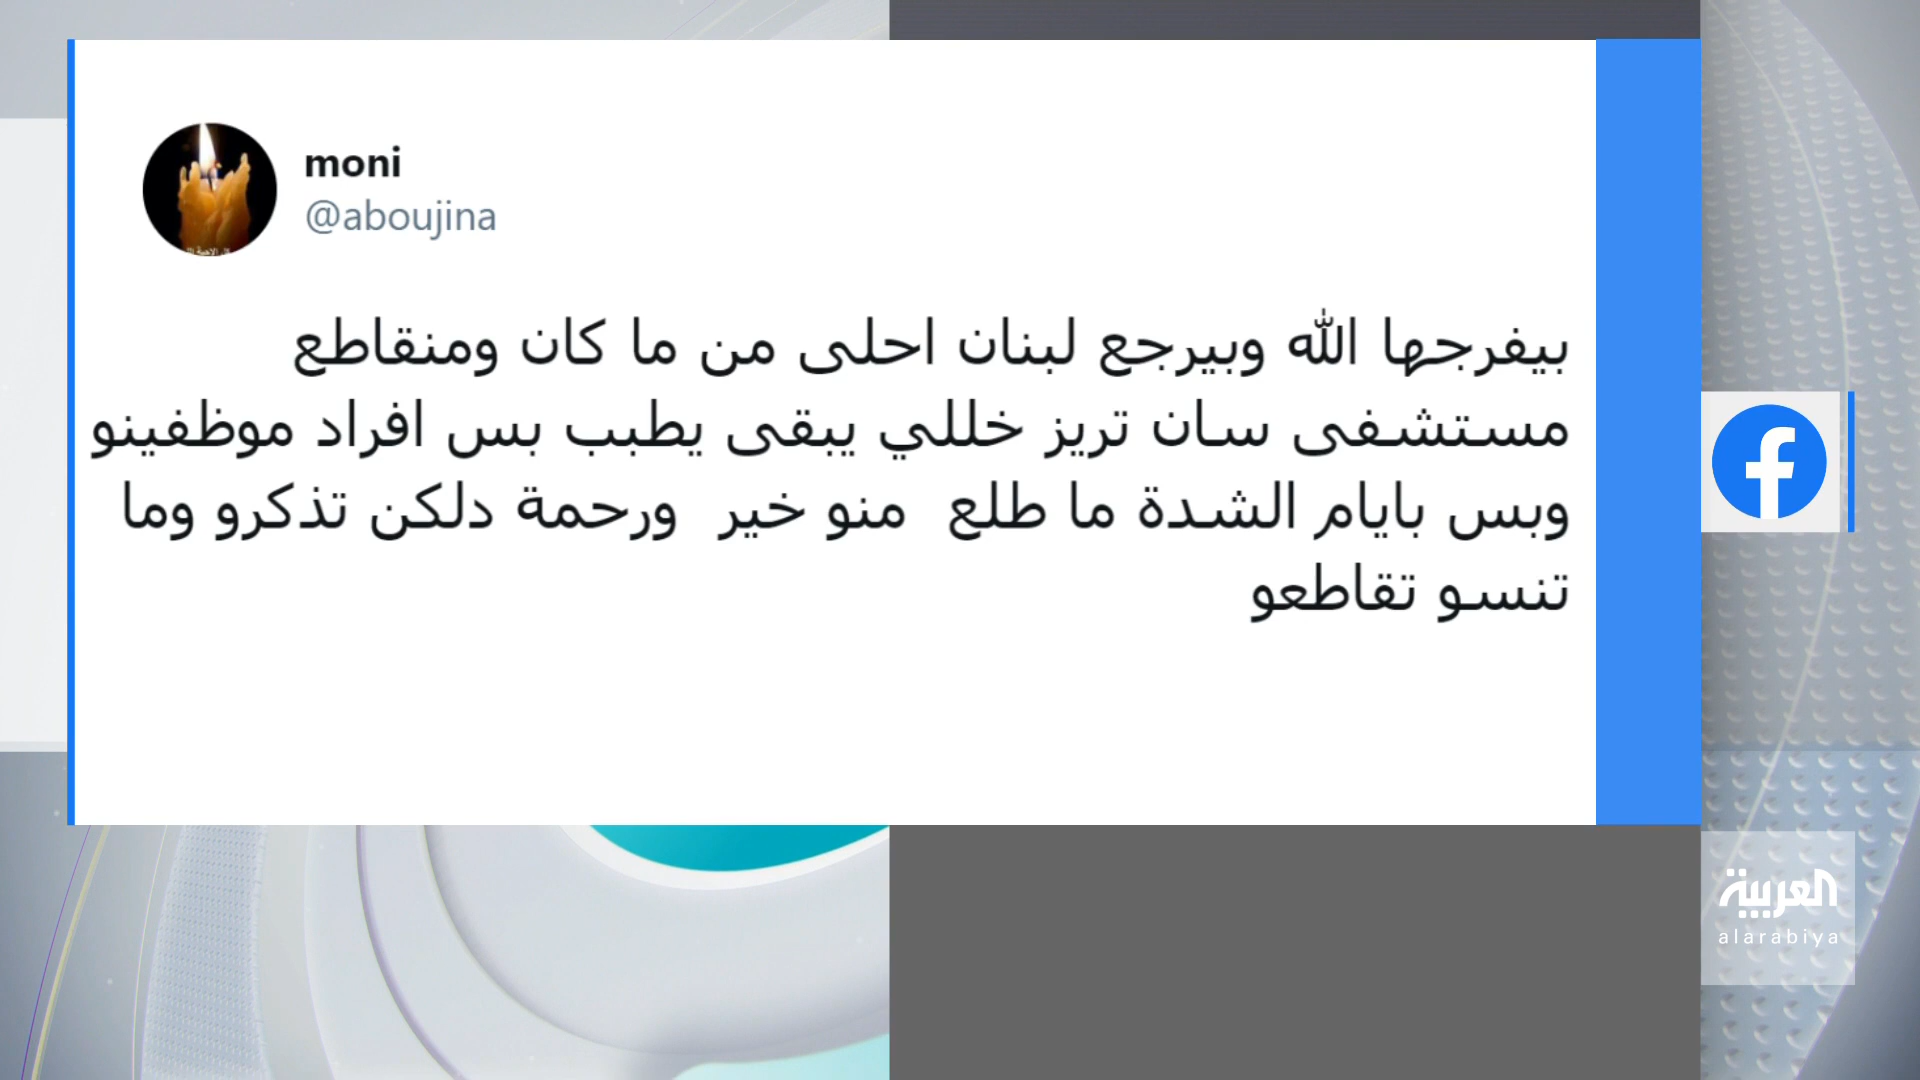 moni
@aboujina
بيفرجها الله وبيرجع لبنان احلى من ما كان ومنقاطع
مستشفى سان تريز خللي يبقى يطبب بس افراد موظفينو
وبس بايام الشدة ما طلع منو خير ورحمة دلكن تذكرو وما
تنسو تقاطعو
العربية
alarabiya